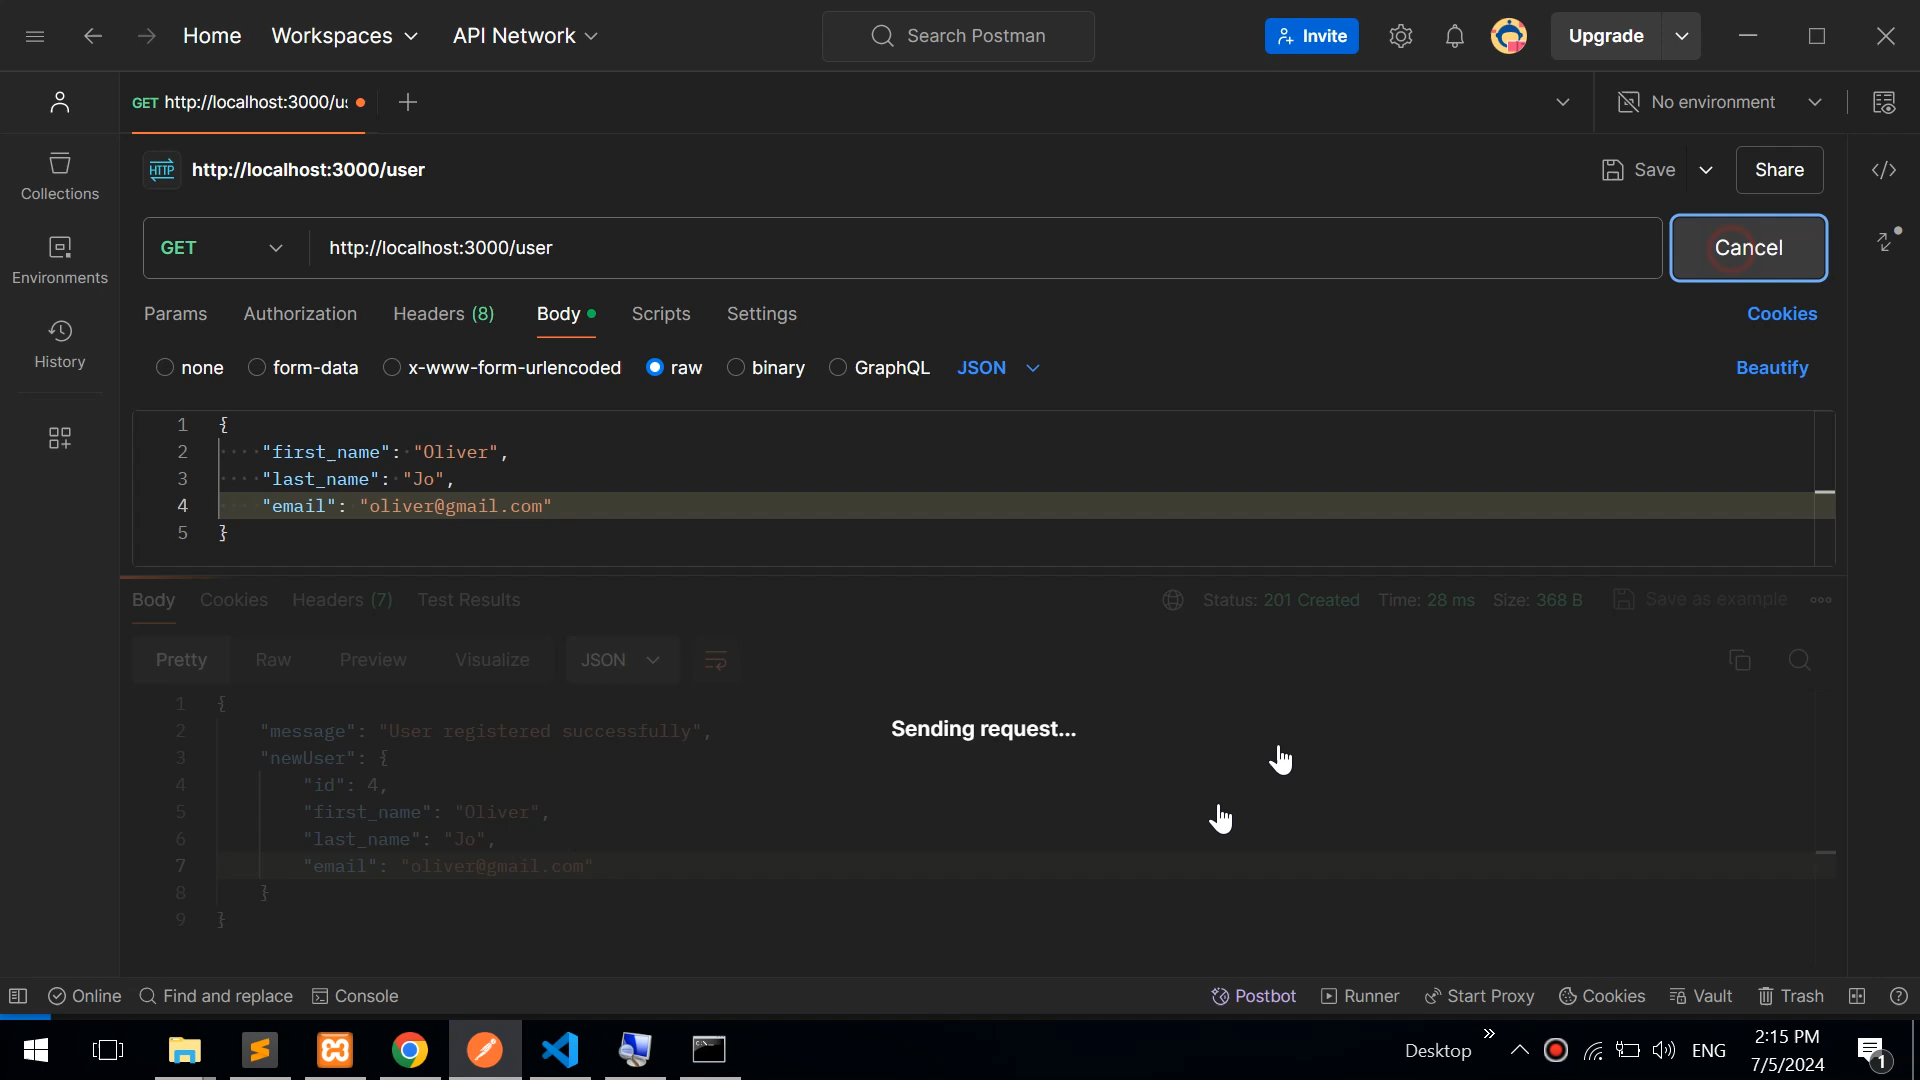 Home Workspaces API Network Search Postman Invite Upgrade
GET http://localhost:3000/us No environment
HTTP http://localhost:3000/user Save Share
Collections
GET http://localhost:3000/user Cancel
Environments
Params Authorization Headers (8) Body Scripts Settings Cookies
History
none form-data x-www-form-urlencoded raw binary GraphQL JSON Beautify
1 {
2 "first_name": "Oliver",
3 "last_name": "Jo",
4 "email": "oliver@gmail.com"
5 }
Body Cookies Headers (7) Test Results Status: 201 Created Time: 28 ms Size: 368 B Save as example
Pretty Raw Preview Visualize JSON
1 {
2 "message": "User registered successfully",
Sending request...
3 "newUser": {
4 "id": 4,
5 "first_name": "Oliver",
6 "last_name": "Jo",
7 "email": "oliver@gmail.com"
8 }
9 }
Online Find and replace Console Postbot Runner Start Proxy Cookies Vault Trash
Desktop ENG 2:15 PM
7/5/2024
1